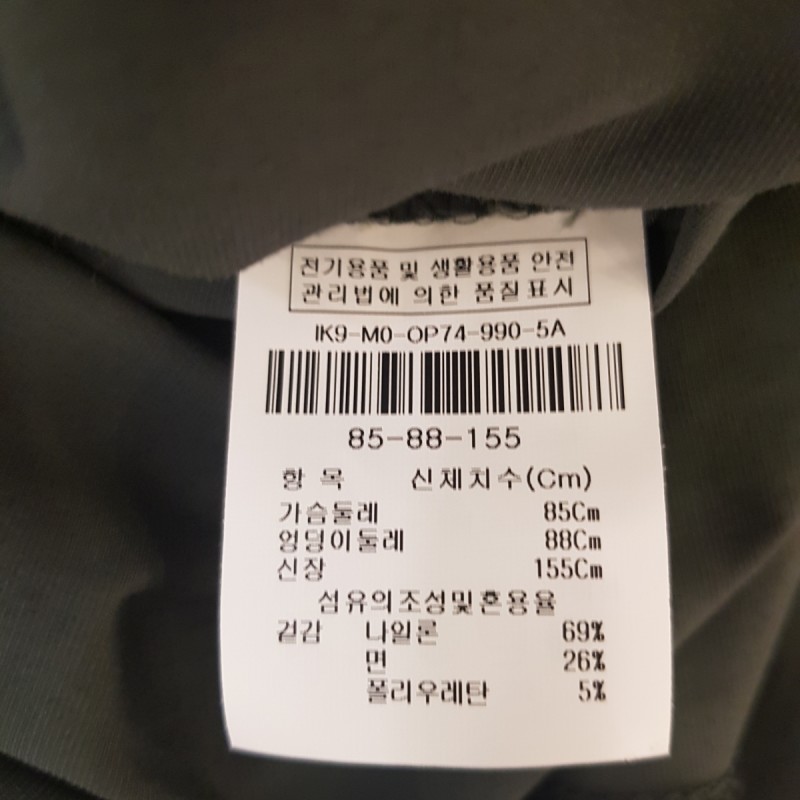 전기용품 및 생활용품 안전
관리법에 의한 품질표시
IK9-M0-OP74-990-5A
85-88-155
항 목 신체치수(Cm)
가슴둘레 85Cm
엉덩이둘레 88Cm
신장 155Cm
섬유의조성및혼용율
겉감 나일론 69%
면 26%
폴리우레탄 5%